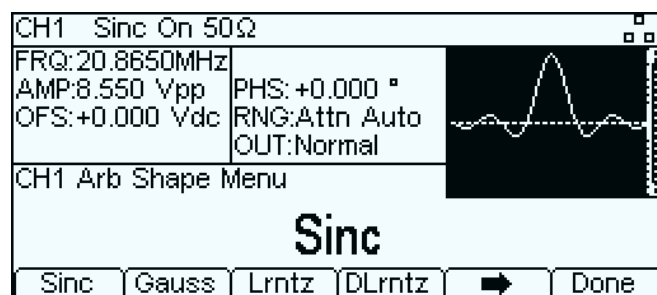 CH1 Sinc On 50Ω
FRQ:20.8650MHz
AMP:8.550 Vpp PHS:+0.000 °
OFS:+0.000 Vdc RNG:Attn Auto
OUT:Normal
CH1 Arb Shape Menu
Sinc
Sinc Gauss Lrntz DLrntz ➡ Done